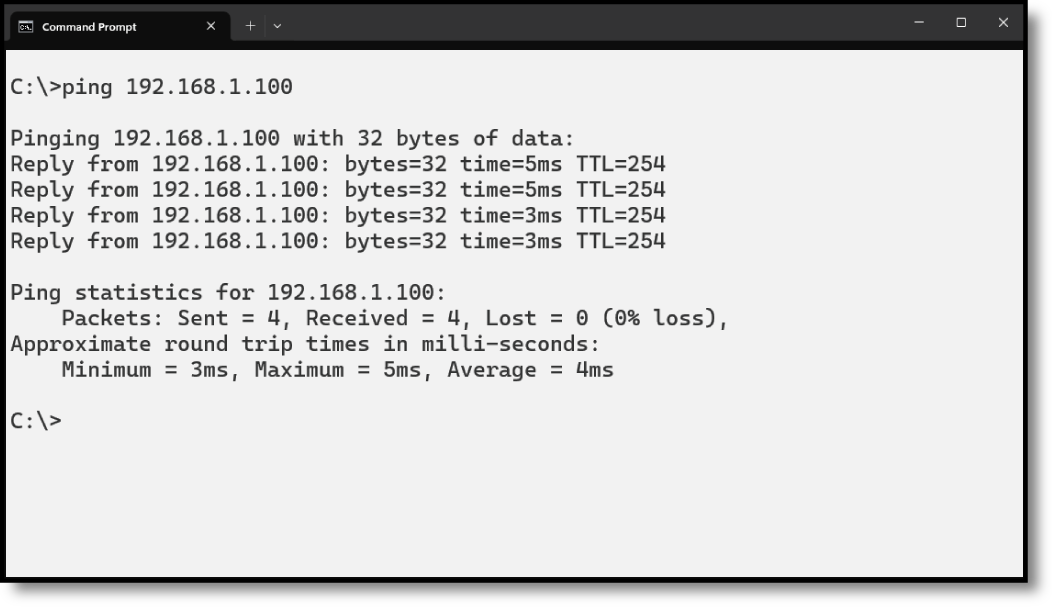 Command Prompt
C:\>ping 192.168.1.100
Pinging 192.168.1.100 with 32 bytes of data:
Reply from 192.168.1.100: bytes=32 time=5ms TTL=254
Reply from 192.168.1.100: bytes=32 time=5ms TTL=254
Reply from 192.168.1.100: bytes=32 time=3ms TTL=254
Reply from 192.168.1.100: bytes=32 time=3ms TTL=254
Ping statistics for 192.168.1.100:
    Packets: Sent = 4, Received = 4, Lost = 0 (0% loss),
Approximate round trip times in milli-seconds:
    Minimum = 3ms, Maximum = 5ms, Average = 4ms
C:\>